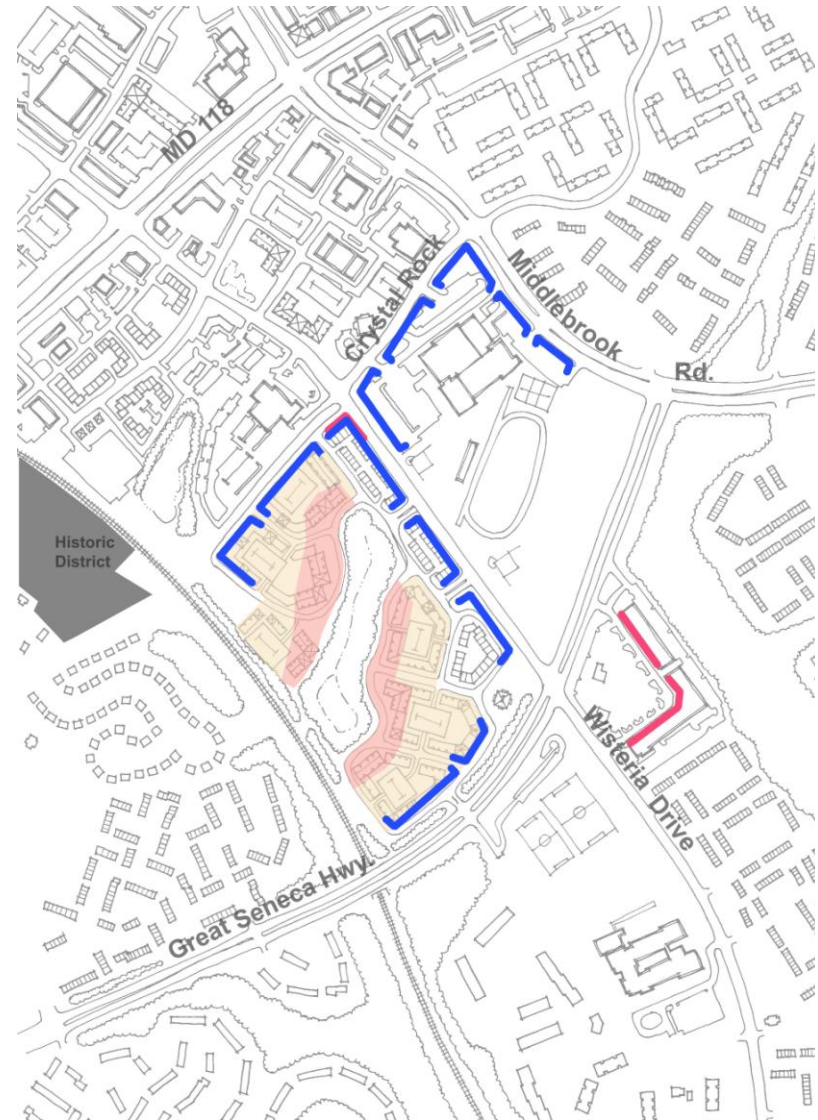 MD 118
Crystal Rock
Middlebrook
Rd.
Historic
District
Wisteria Drive
Great Seneca Hwy.